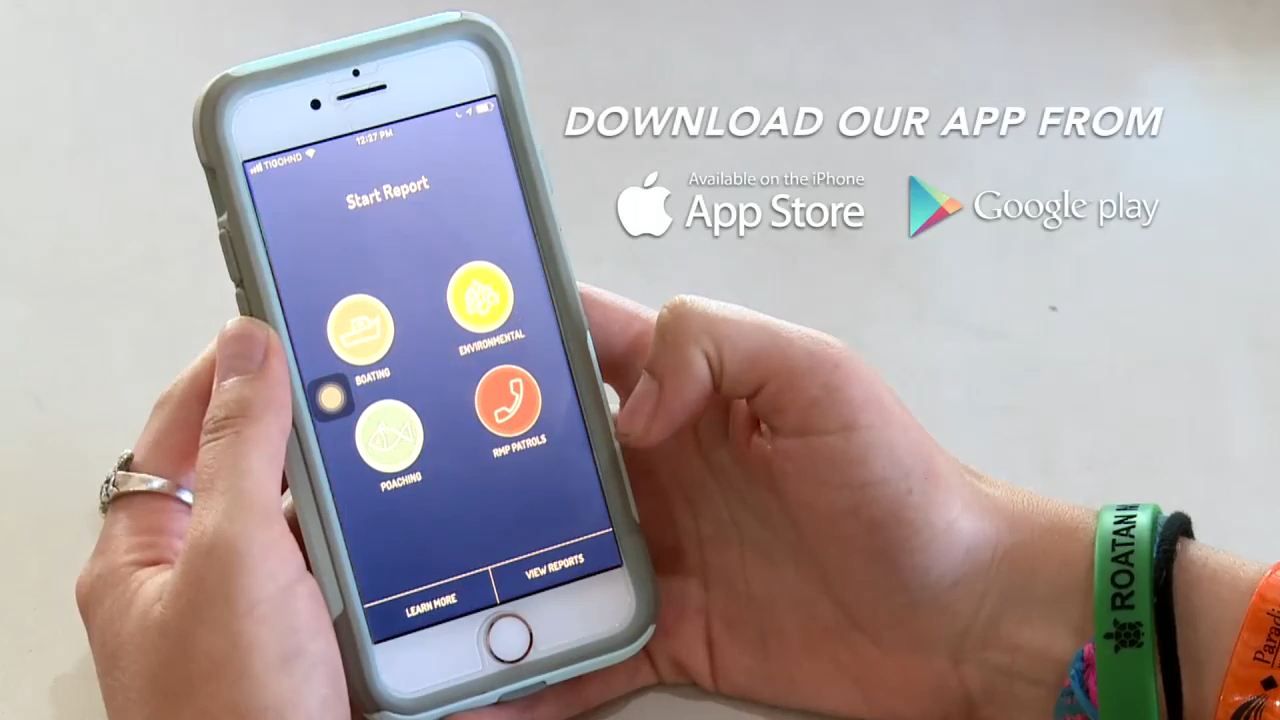 DOWNLOAD OUR APP FROM
Available on the iPhone
App Store
Google play
TIGOHND
12:27 PM
Start Report
BOATING
ENVIRONMENTAL
POACHING
RMP PATROLS
LEARN MORE
VIEW REPORTS
ROATAN